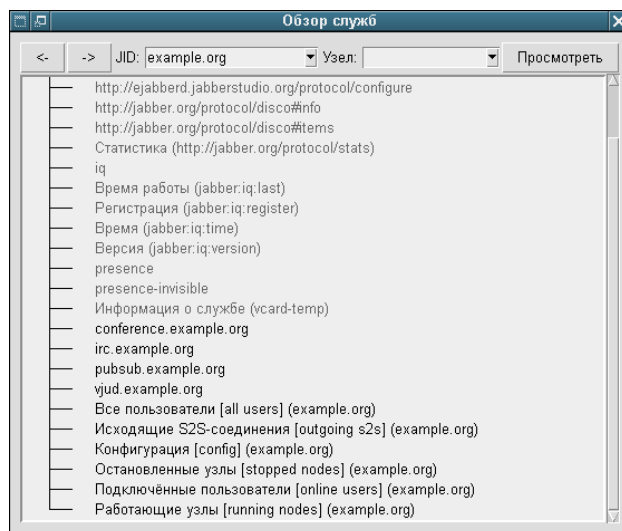 Обзор служб
<- -> JID: example.org Узел: Просмотреть
http://ejabberd.jabberstudio.org/protocol/configure
http://jabber.org/protocol/disco#info
http://jabber.org/protocol/disco#items
Статистика (http://jabber.org/protocol/stats)
iq
Время работы (jabber:iq:last)
Регистрация (jabber:iq:register)
Время (jabber:iq:time)
Версия (jabber:iq:version)
presence
presence-invisible
Информация о службе (vcard-temp)
conference.example.org
irc.example.org
pubsub.example.org
vjud.example.org
Все пользователи [all users] (example.org)
Исходящие S2S-соединения [outgoing s2s] (example.org)
Конфигурация [config] (example.org)
Остановленные узлы [stopped nodes] (example.org)
Подключённые пользователи [online users] (example.org)
Работающие узлы [running nodes] (example.org)